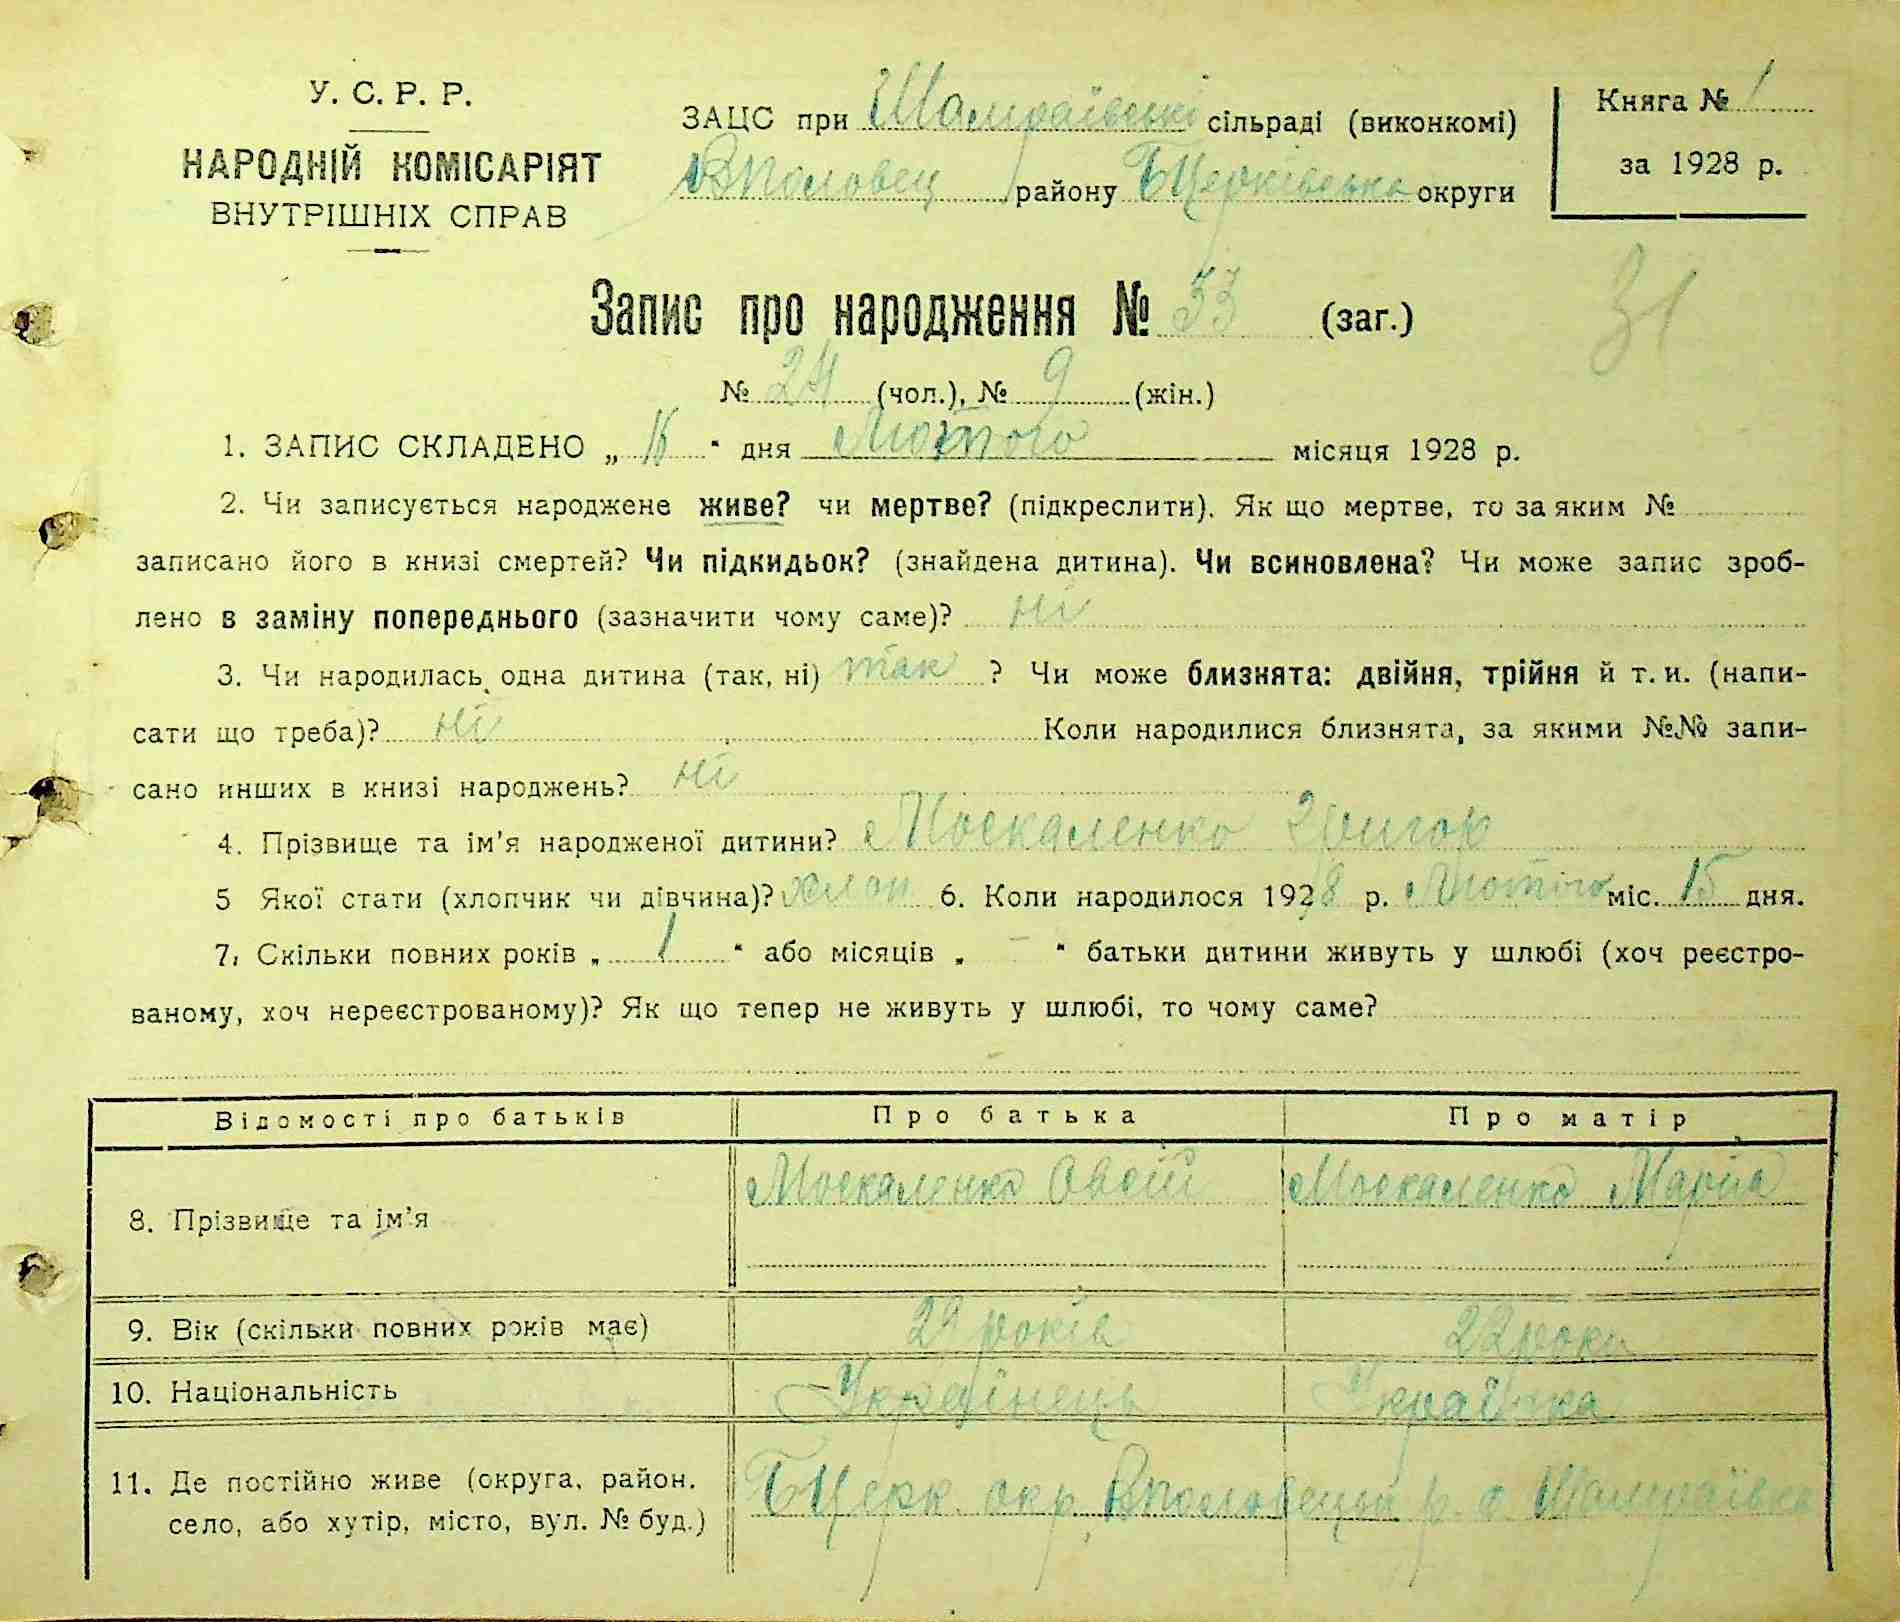 У. С. Р. Р.
НАРОДНІЙ КОМІСАРІЯТ
ВНУТРІШНІХ СПРАВ
ЗАЦС при Шамраївські сільраді (виконкомі)
Вполовец району БЦерківська округи
Книга № 1
за 1928 р.
Запис про народження № 33 (заг.)
31
№ 24 (чол.), № 9 (жін.)
1. ЗАПИС СКЛАДЕНО „ 16 “ дня Лютого місяця 1928 р.
2. Чи записується народжене живе? чи мертве? (підкреслити). Як що мертве, то за яким №
записано його в книзі смертей? Чи підкидьок? (знайдена дитина). Чи всиновлена? Чи може запис зроб-
лено в заміну попереднього (зазначити чому саме)? ні
3. Чи народилась одна дитина (так, ні) так ? Чи може близнята: двійня, трійня й т. и. (напи-
сати що треба)? ні Коли народилися близнята, за якими №№ запи-
сано инших в книзі народжень? ні
4. Прізвище та ім'я народженої дитини? Москаленко Григор
5 Якої стати (хлопчик чи дівчина)? хлоп 6. Коли народилося 1928 р. Лютого міс. 15 дня.
7. Скільки повних років „ 1 “ або місяців „ - “ батьки дитини живуть у шлюбі (хоч реєстро-
ваному, хоч нереєстрованому)? Як що тепер не живуть у шлюбі, то чому саме?
Відомості про батьків Про батька Про матір
8. Прізвище та ім'я Москаленко Овсій Москаленко Марія
9. Вік (скільки повних років має) 29 років 22 роки
10. Національність Українець Українка
11. Де постійно живе (округа, район, село, або хутір, місто, вул. № буд.) БЦерк. окр. Вполовецьки р. с. Шамраївка